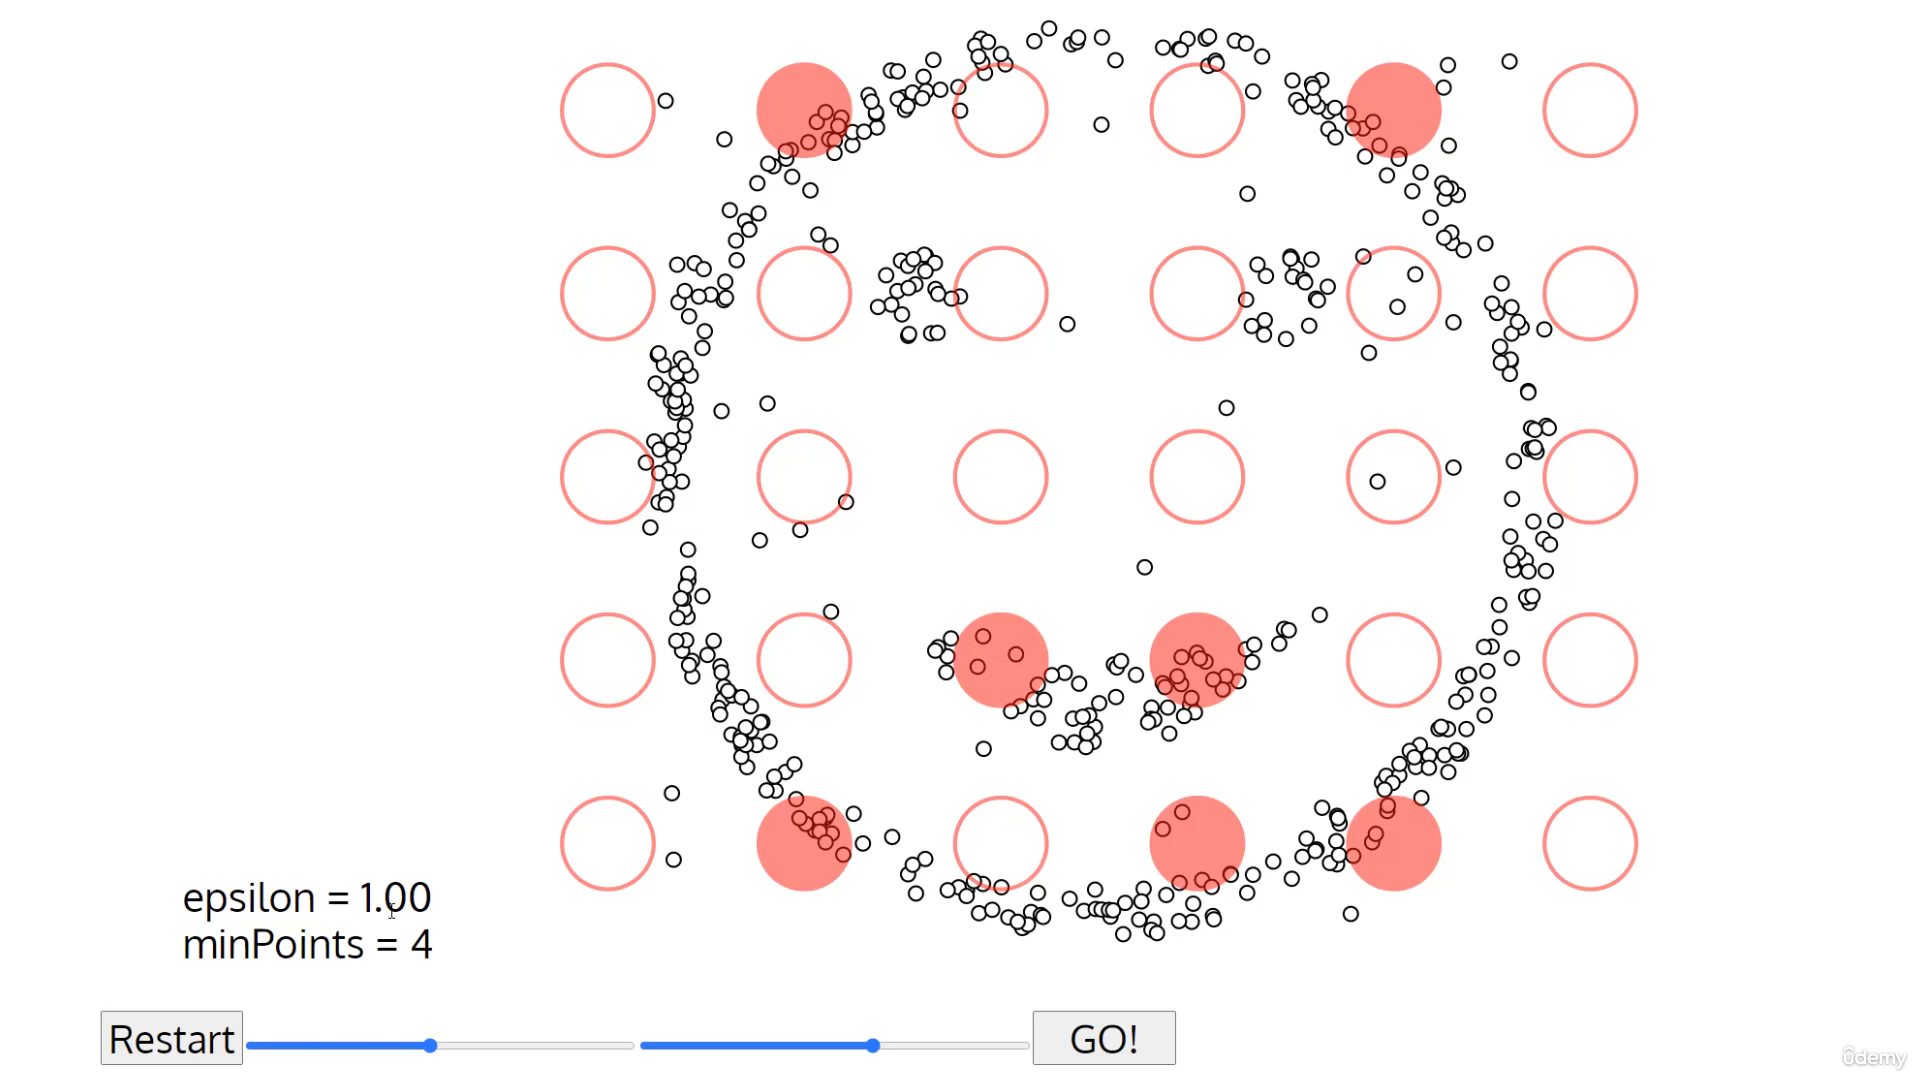 epsilon = 1.00
minPoints = 4
Restart
GO!
ûdemy